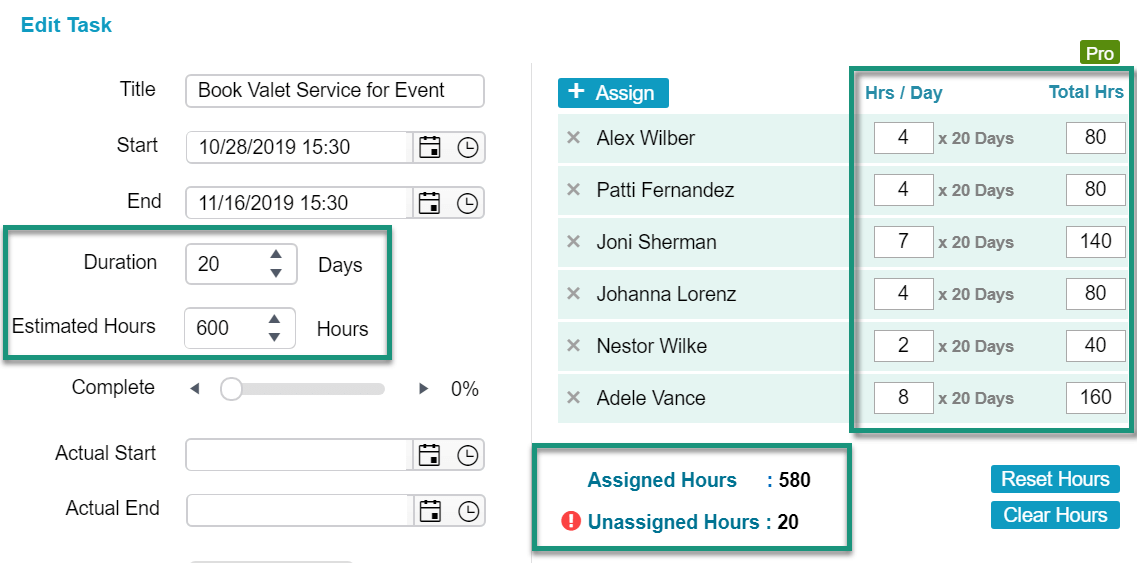 Edit Task
Pro
Title Book Valet Service for Event
Start 10/28/2019 15:30
End 11/16/2019 15:30
Duration 20 Days
Estimated Hours 600 Hours
Complete 0%
Actual Start
Actual End
+ Assign Hrs / Day Total Hrs
× Alex Wilber 4 x 20 Days 80
× Patti Fernandez 4 x 20 Days 80
× Joni Sherman 7 x 20 Days 140
× Johanna Lorenz 4 x 20 Days 80
× Nestor Wilke 2 x 20 Days 40
× Adele Vance 8 x 20 Days 160
Assigned Hours : 580
! Unassigned Hours : 20
Reset Hours
Clear Hours